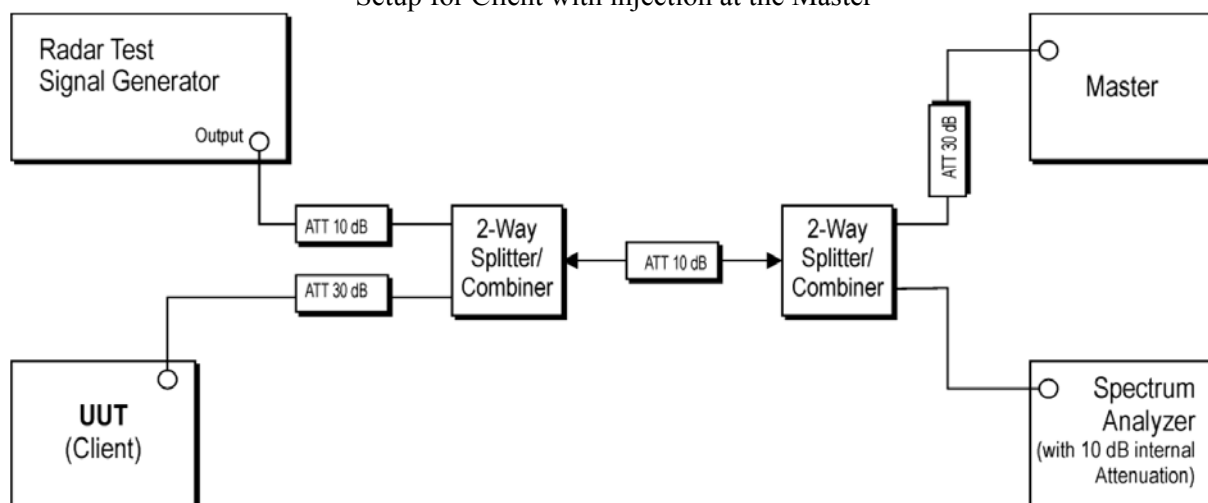 Setup for Client with injection at the Master
Radar Test
Signal Generator
Output
ATT 10 dB
ATT 30 dB
2-Way
Splitter/
Combiner
ATT 10 dB
2-Way
Splitter/
Combiner
ATT 30 dB
Master
UUT
(Client)
Spectrum
Analyzer
(with 10 dB internal
Attenuation)